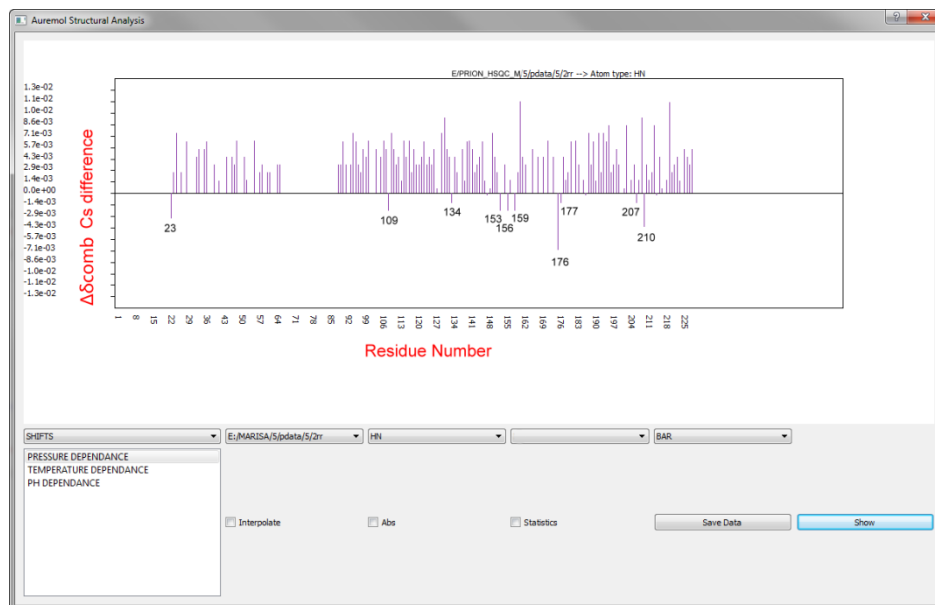 Auremol Structural Analysis
E/PRION_HSQC_M/5/pdata/5/2rr --> Atom type: HN
1.3e-02
1.1e-02
1.0e-02
8.6e-03
7.1e-03
5.7e-03
4.3e-03
2.9e-03
1.4e-03
0.0e+00
-1.4e-03
-2.9e-03
-4.3e-03
-5.7e-03
-7.1e-03
-8.6e-03
-1.0e-02
-1.1e-02
-1.3e-02
Δδcomb Cs difference
23 109 134 153 156 159 176 177 207 210
1 8 15 22 29 36 43 50 57 64 71 78 85 92 99 106 113 120 127 134 141 148 155 162 169 176 183 190 197 204 211 218 225
Residue Number
SHIFTS E:/MARISA/5/pdata/5/2rr HN BAR
PRESSURE DEPENDANCE
TEMPERATURE DEPENDANCE
PH DEPENDANCE
Interpolate Abs Statistics Save Data Show